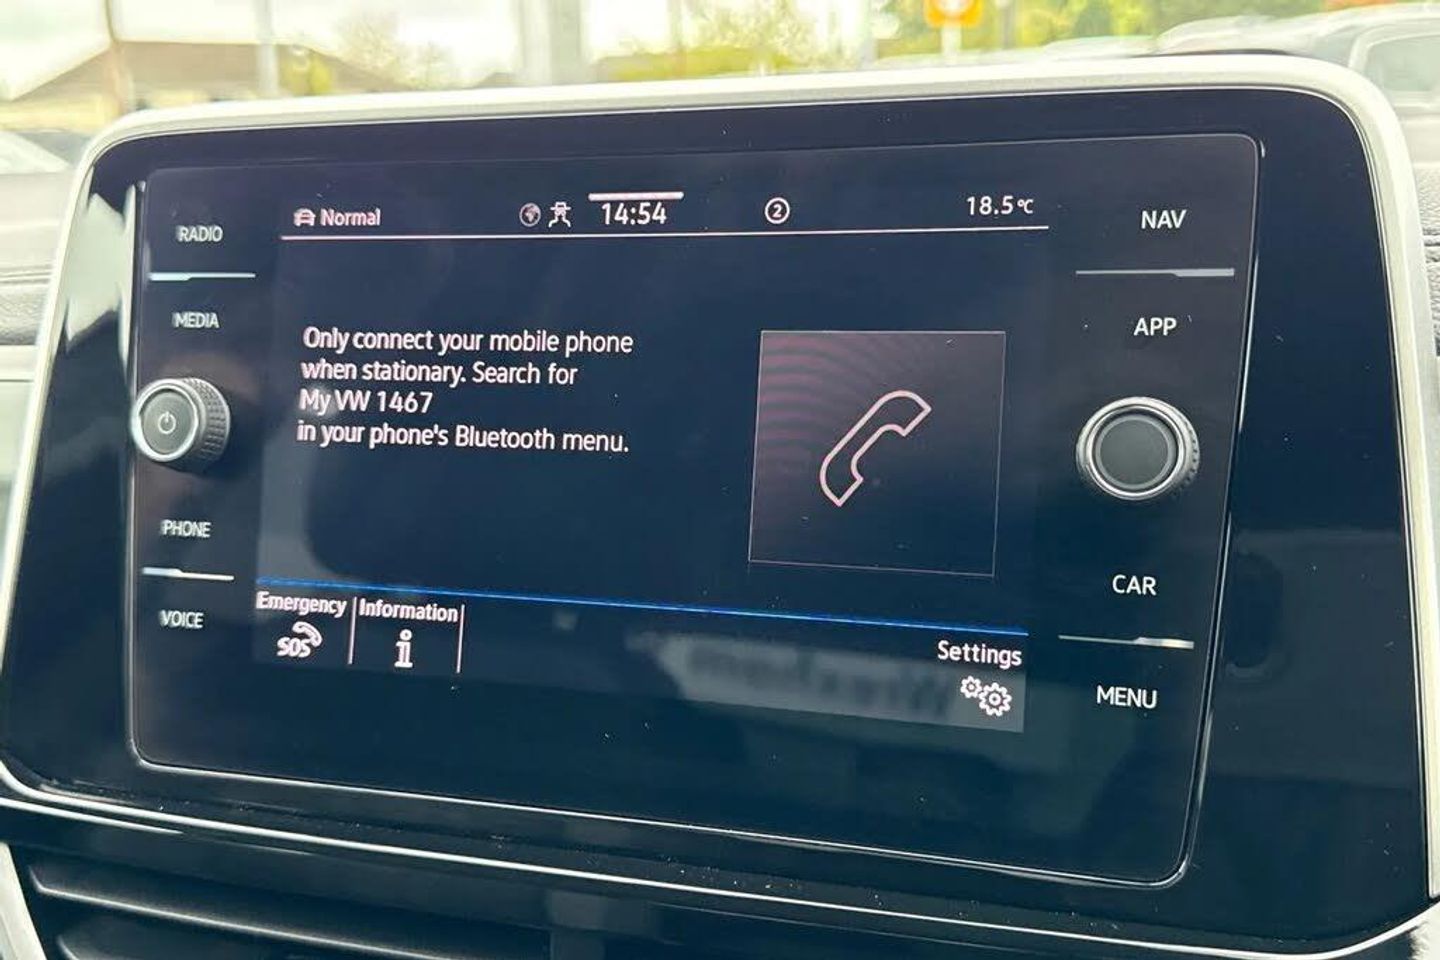 RADIO
MEDIA
PHONE
VOICE
Normal
14:54
2
18.5°C
Only connect your mobile phone
when stationary. Search for
My VW 1467
in your phone's Bluetooth menu.
Emergency
SOS
Information
i
Settings
NAV
APP
CAR
MENU